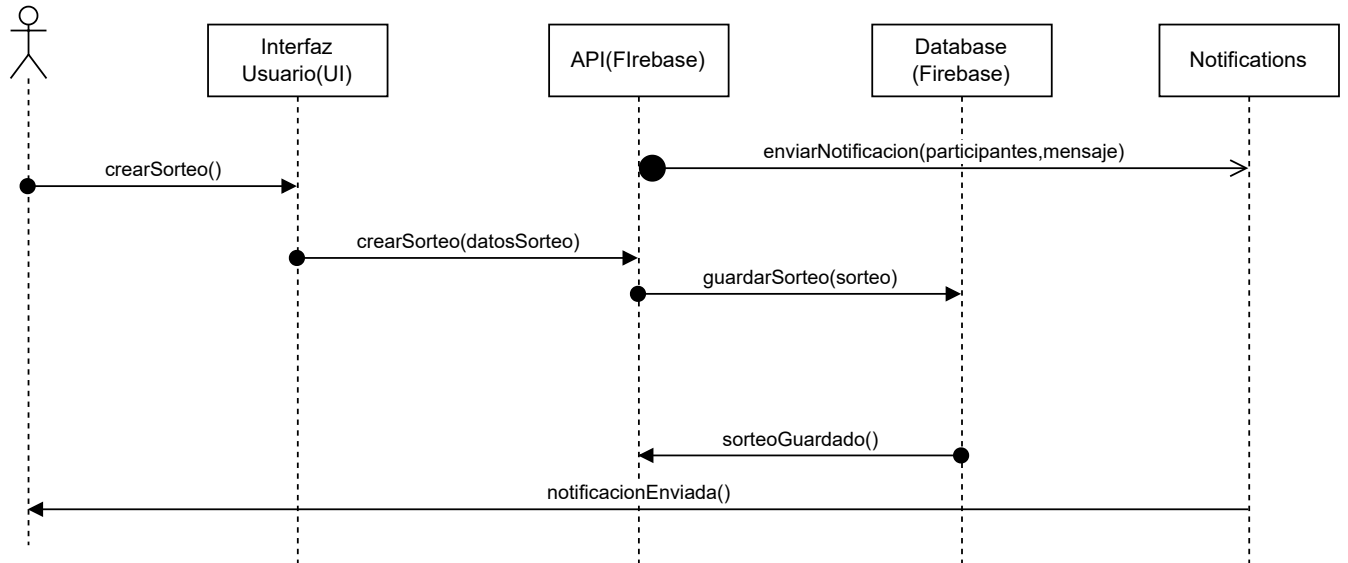 Interfaz
Usuario(UI)
API(FIrebase)
Database
(Firebase)
Notifications
enviarNotificacion(participantes,mensaje)
crearSorteo()
crearSorteo(datosSorteo)
guardarSorteo(sorteo)
sorteoGuardado()
notificacionEnviada()